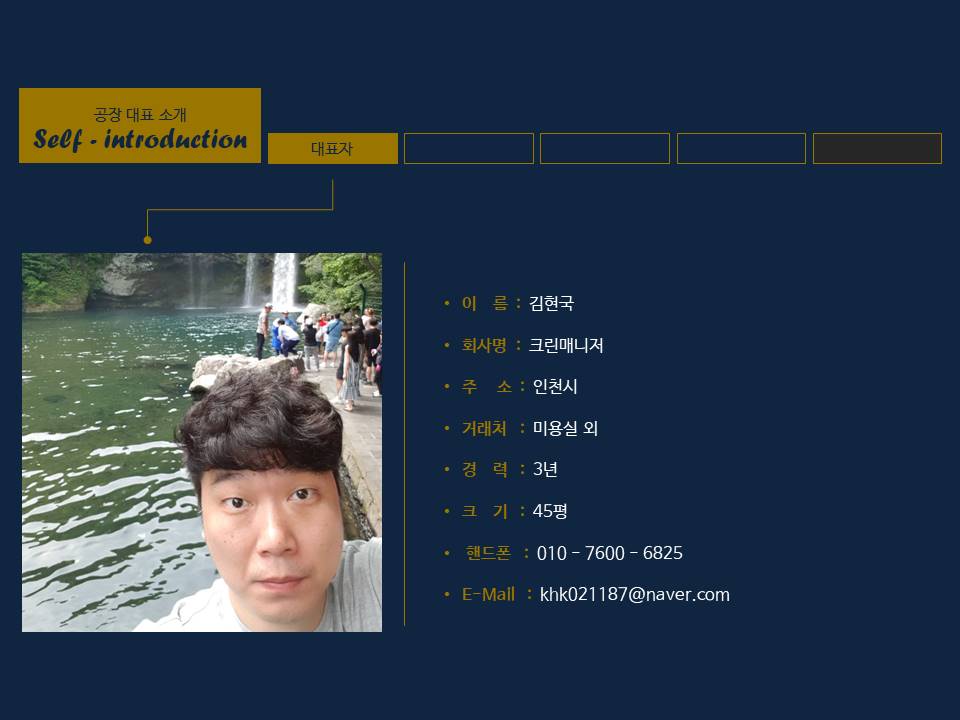 공장 대표 소개
Self - introduction
대표자
• 이 름 : 김현국
• 회사명 : 크린매니저
• 주 소 : 인천시
• 거래처 : 미용실 외
• 경 력 : 3년
• 크 기 : 45평
• 핸드폰 : 010 - 7600 - 6825
• E-Mail : khk021187@naver.com